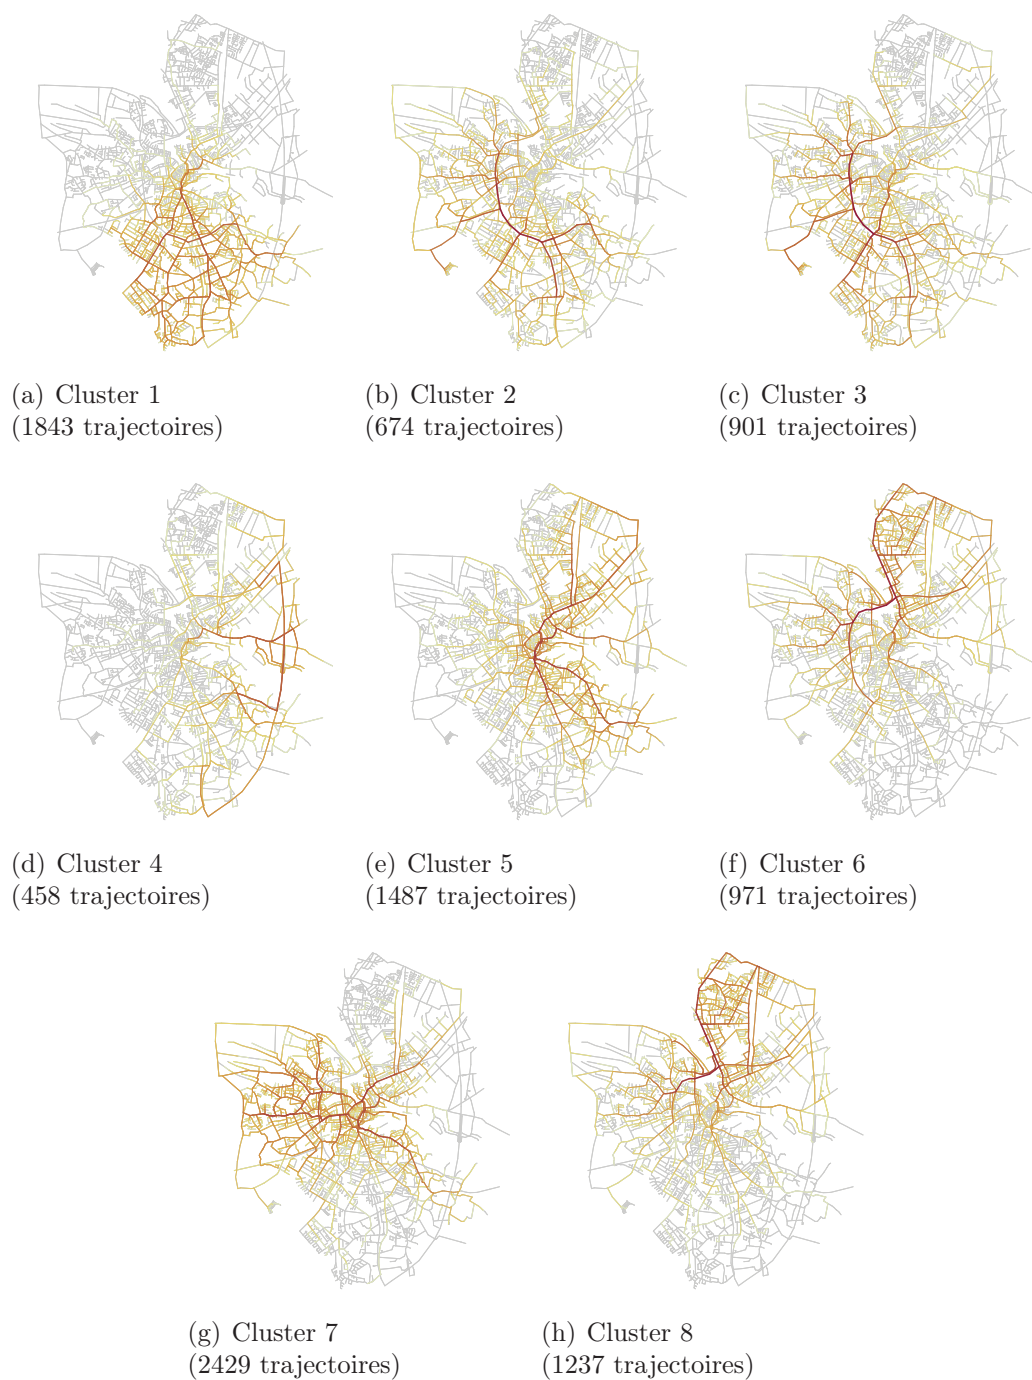 (a) Cluster 1
(1843 trajectoires)
(b) Cluster 2
(674 trajectoires)
(c) Cluster 3
(901 trajectoires)
(d) Cluster 4
(458 trajectoires)
(e) Cluster 5
(1487 trajectoires)
(f) Cluster 6
(971 trajectoires)
(g) Cluster 7
(2429 trajectoires)
(h) Cluster 8
(1237 trajectoires)